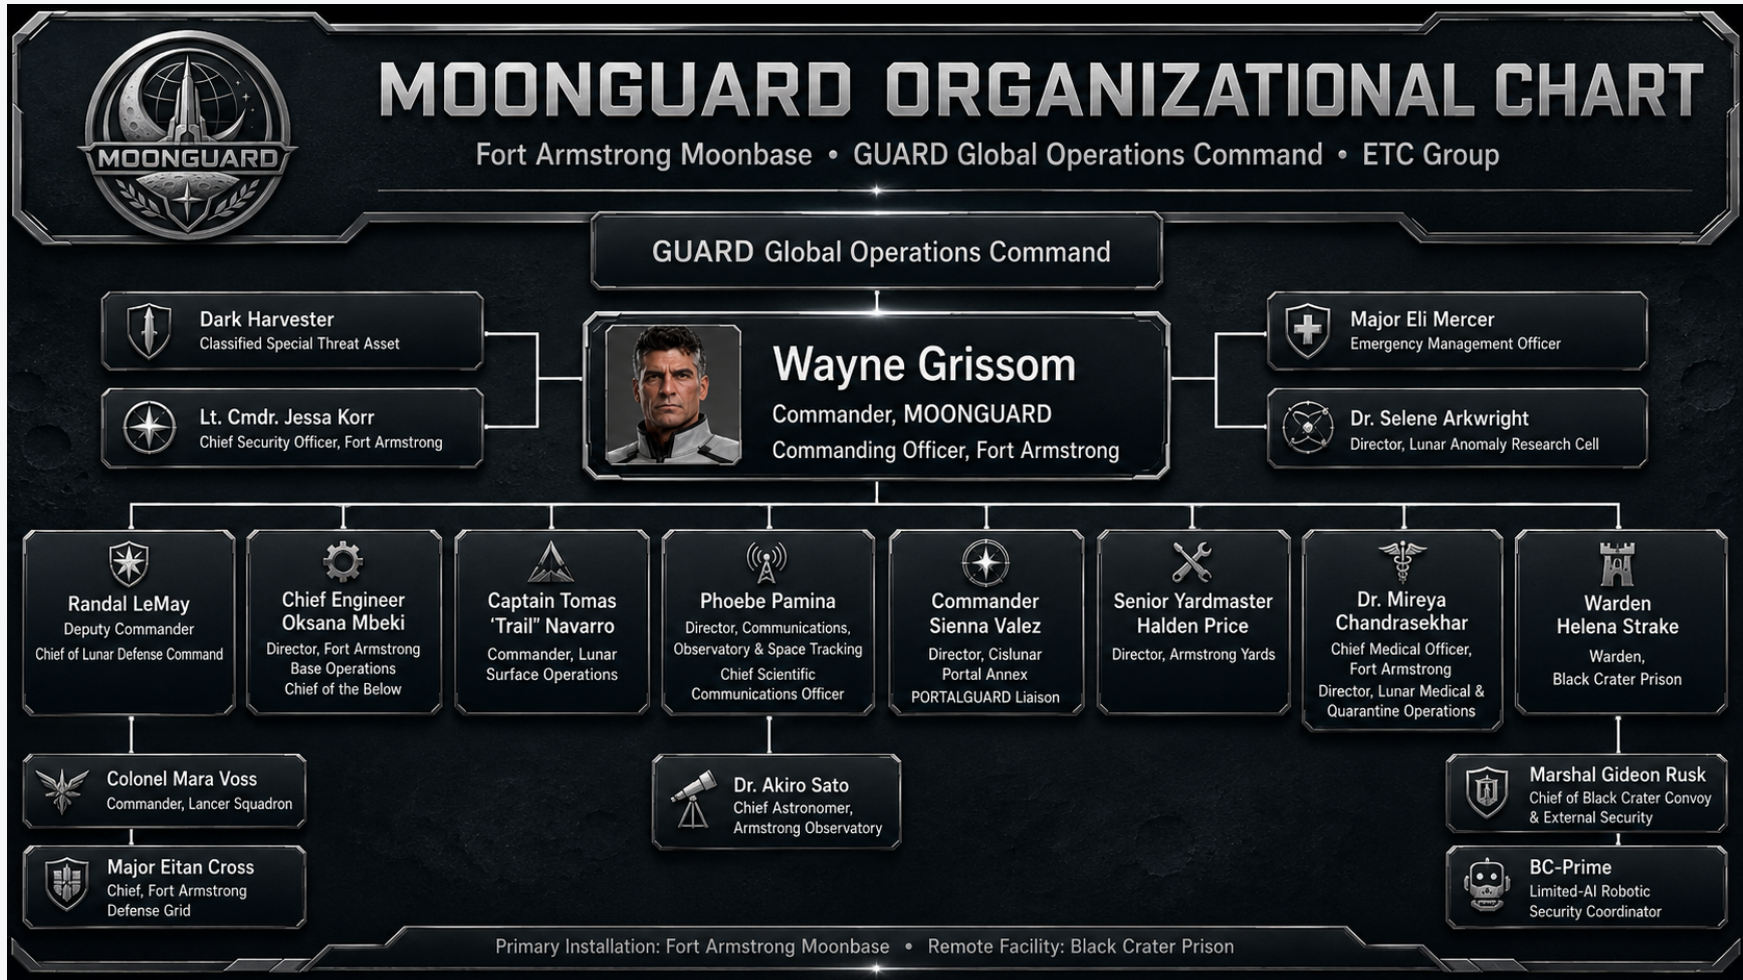 MOONGUARD
MOONGUARD ORGANIZATIONAL CHART
Fort Armstrong Moonbase • GUARD Global Operations Command • ETC Group
GUARD Global Operations Command
Dark Harvester
Classified Special Threat Asset
Lt. Cmdr. Jessa Korr
Chief Security Officer, Fort Armstrong
Wayne Grissom
Commander, MOONGUARD
Commanding Officer, Fort Armstrong
Major Eli Mercer
Emergency Management Officer
Dr. Selene Arkwright
Director, Lunar Anomaly Research Cell
Randal LeMay
Deputy Commander
Chief of Lunar Defense Command
Chief Engineer
Oksana Mbeki
Director, Fort Armstrong
Base Operations
Chief of the Below
Captain Tomas
‘Trail” Navarro
Commander, Lunar
Surface Operations
Phoebe Pamina
Director, Communications,
Observatory & Space Tracking
Chief Scientific
Communications Officer
Commander
Sienna Valez
Director, Cislunar
Portal Annex
PORTALGUARD Liaison
Senior Yardmaster
Halden Price
Director, Armstrong Yards
Dr. Mireya
Chandrasekhar
Chief Medical Officer,
Fort Armstrong
Director, Lunar Medical &
Quarantine Operations
Warden
Helena Strake
Warden,
Black Crater Prison
Colonel Mara Voss
Commander, Lancer Squadron
Major Eitan Cross
Chief, Fort Armstrong
Defense Grid
Dr. Akiro Sato
Chief Astronomer,
Armstrong Observatory
Marshal Gideon Rusk
Chief of Black Crater Convoy
& External Security
BC-Prime
Limited-AI Robotic
Security Coordinator
Primary Installation: Fort Armstrong Moonbase • Remote Facility: Black Crater Prison